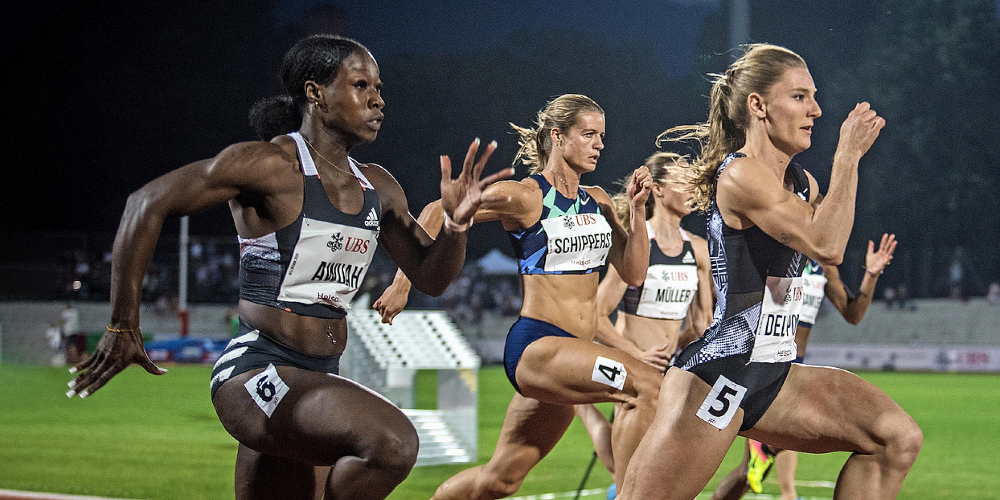 adidas
UBS
AWUAH
Helsana
6
UBS
SCHIPPERS
Helsana
4
UBS
MÜLLER
UBS
DELPO
Helsana
5